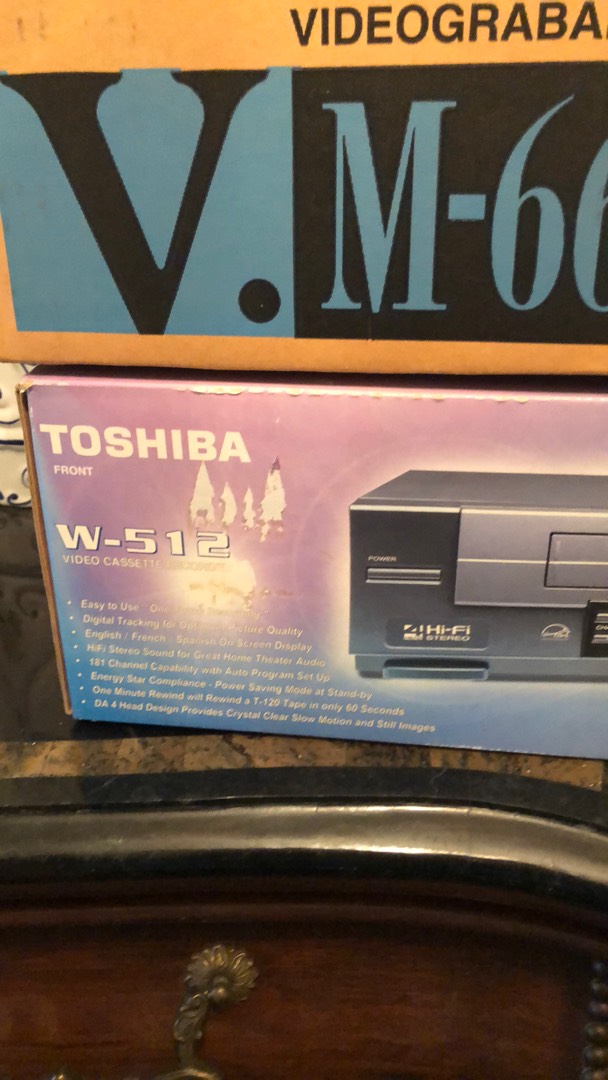 VIDEOGRABA
V. M-66
TOSHIBA
FRONT
W-512
VIDEO CASSETTE
POWER
4 Hi-Fi
STEREO
• Easy to Use
• Digital Tracking for Picture Quality
• English / French - Spanish On Screen Display
• HiFi Stereo Sound for Great Home Theater Audio
• 181 Channel Capability with Auto Program Set Up
• Energy Star Compliance - Power Saving Mode at Stand-by
• One Minute Rewind will Rewind a T-120 Tape in only 60 Seconds
• DA 4 Head Design Provides Crystal Clear Slow Motion and Still Images